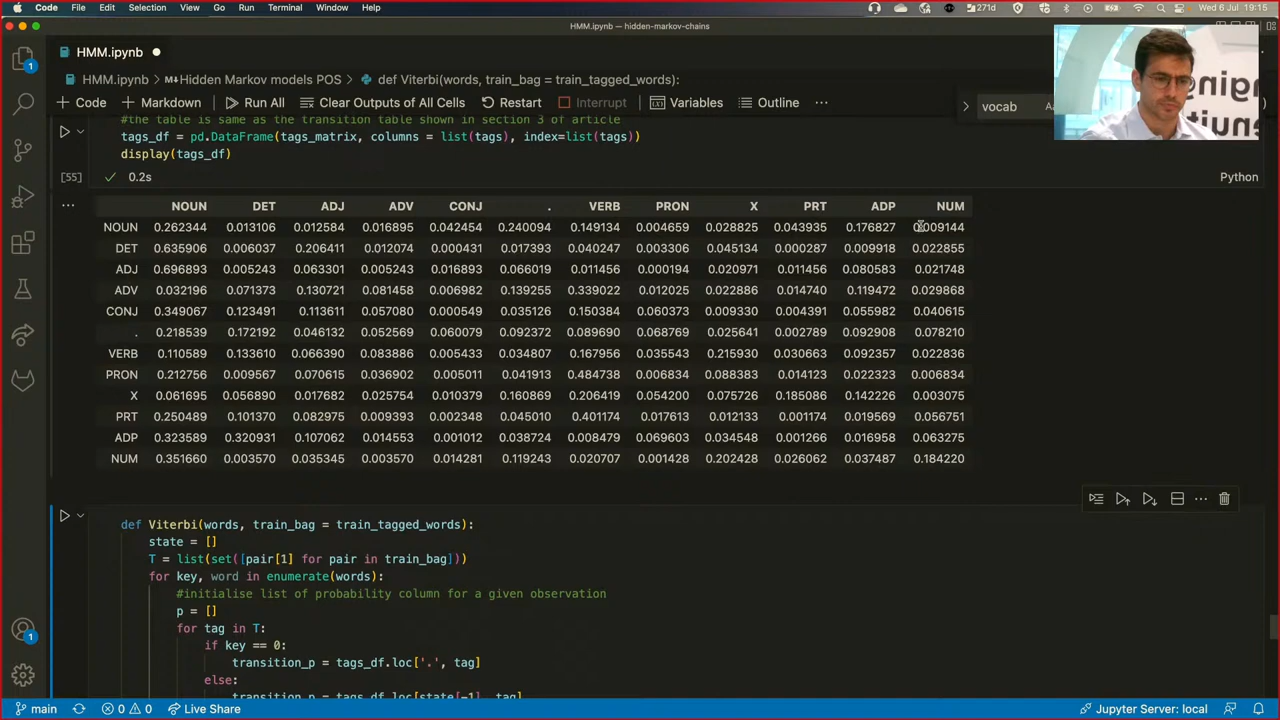 Code File Edit Selection View Go Run Terminal Window Help 271d Wed 6 Jul 19:15
HMM.ipynb — hidden-markov-chains
HMM.ipynb
HMM.ipynb > Hidden Markov models POS > def Viterbi(words, train_bag = train_tagged_words):
+ Code + Markdown Run All Clear Outputs of All Cells Restart Interrupt Variables Outline ...
vocab
#the table is same as the transition table shown in section 3 of article
tags_df = pd.DataFrame(tags_matrix, columns = list(tags), index=list(tags))
display(tags_df)
[55] 0.2s Python
NOUN DET ADJ ADV CONJ . VERB PRON X PRT ADP NUM
NOUN 0.262344 0.013106 0.012584 0.016895 0.042454 0.240094 0.149134 0.004659 0.028825 0.043935 0.176827 0.009144
DET 0.635906 0.006037 0.206411 0.012074 0.000431 0.017393 0.040247 0.003306 0.045134 0.000287 0.009918 0.022855
ADJ 0.696893 0.005243 0.063301 0.005243 0.016893 0.066019 0.011456 0.000194 0.020971 0.011456 0.080583 0.021748
ADV 0.032196 0.071373 0.130721 0.081458 0.006982 0.139255 0.339022 0.012025 0.022886 0.014740 0.119472 0.029868
CONJ 0.349067 0.123491 0.113611 0.057080 0.000549 0.035126 0.150384 0.060373 0.009330 0.004391 0.055982 0.040615
. 0.218539 0.172192 0.046132 0.052569 0.060079 0.092372 0.089690 0.068769 0.025641 0.002789 0.092908 0.078210
VERB 0.110589 0.133610 0.066390 0.083886 0.005433 0.034807 0.167956 0.035543 0.215930 0.030663 0.092357 0.022836
PRON 0.212756 0.009567 0.070615 0.036902 0.005011 0.041913 0.484738 0.006834 0.088383 0.014123 0.022323 0.006834
X 0.061695 0.056890 0.017682 0.025754 0.010379 0.160869 0.206419 0.054200 0.075726 0.185086 0.142226 0.003075
PRT 0.250489 0.101370 0.082975 0.009393 0.002348 0.045010 0.401174 0.017613 0.012133 0.001174 0.019569 0.056751
ADP 0.323589 0.320931 0.107062 0.014553 0.001012 0.038724 0.008479 0.069603 0.034548 0.001266 0.016958 0.063275
NUM 0.351660 0.003570 0.035345 0.003570 0.014281 0.119243 0.020707 0.001428 0.202428 0.026062 0.037487 0.184220
def Viterbi(words, train_bag = train_tagged_words):
state = []
T = list(set([pair[1] for pair in train_bag]))
for key, word in enumerate(words):
#initialise list of probability column for a given observation
p = []
for tag in T:
if key == 0:
transition_p = tags_df.loc['.', tag]
else:
transition_p = tags_df.loc[state[-1], tag]
main 0 0 Live Share Jupyter Server: local